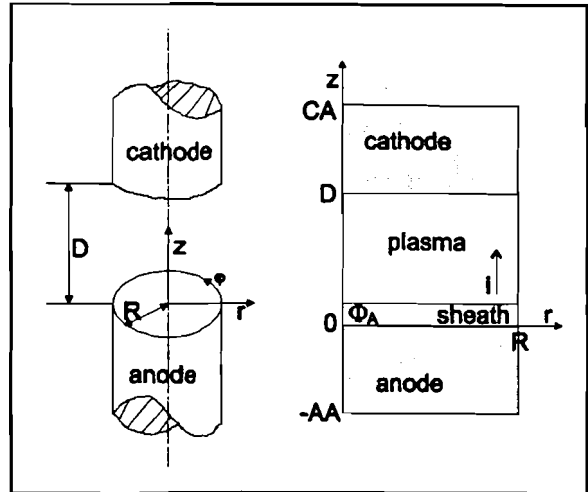 cathode
D
z
φ
R
r
anode
z
CA
cathode
D
plasma
i
Φ_A
sheath
0
r
R
anode
-AA